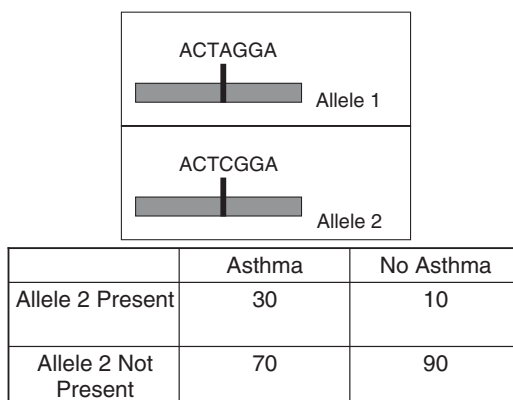 ACTAGGA
Allele 1
ACTCGGA
Allele 2
Asthma No Asthma
Allele 2 Present 30 10
Allele 2 Not 70 90
Present